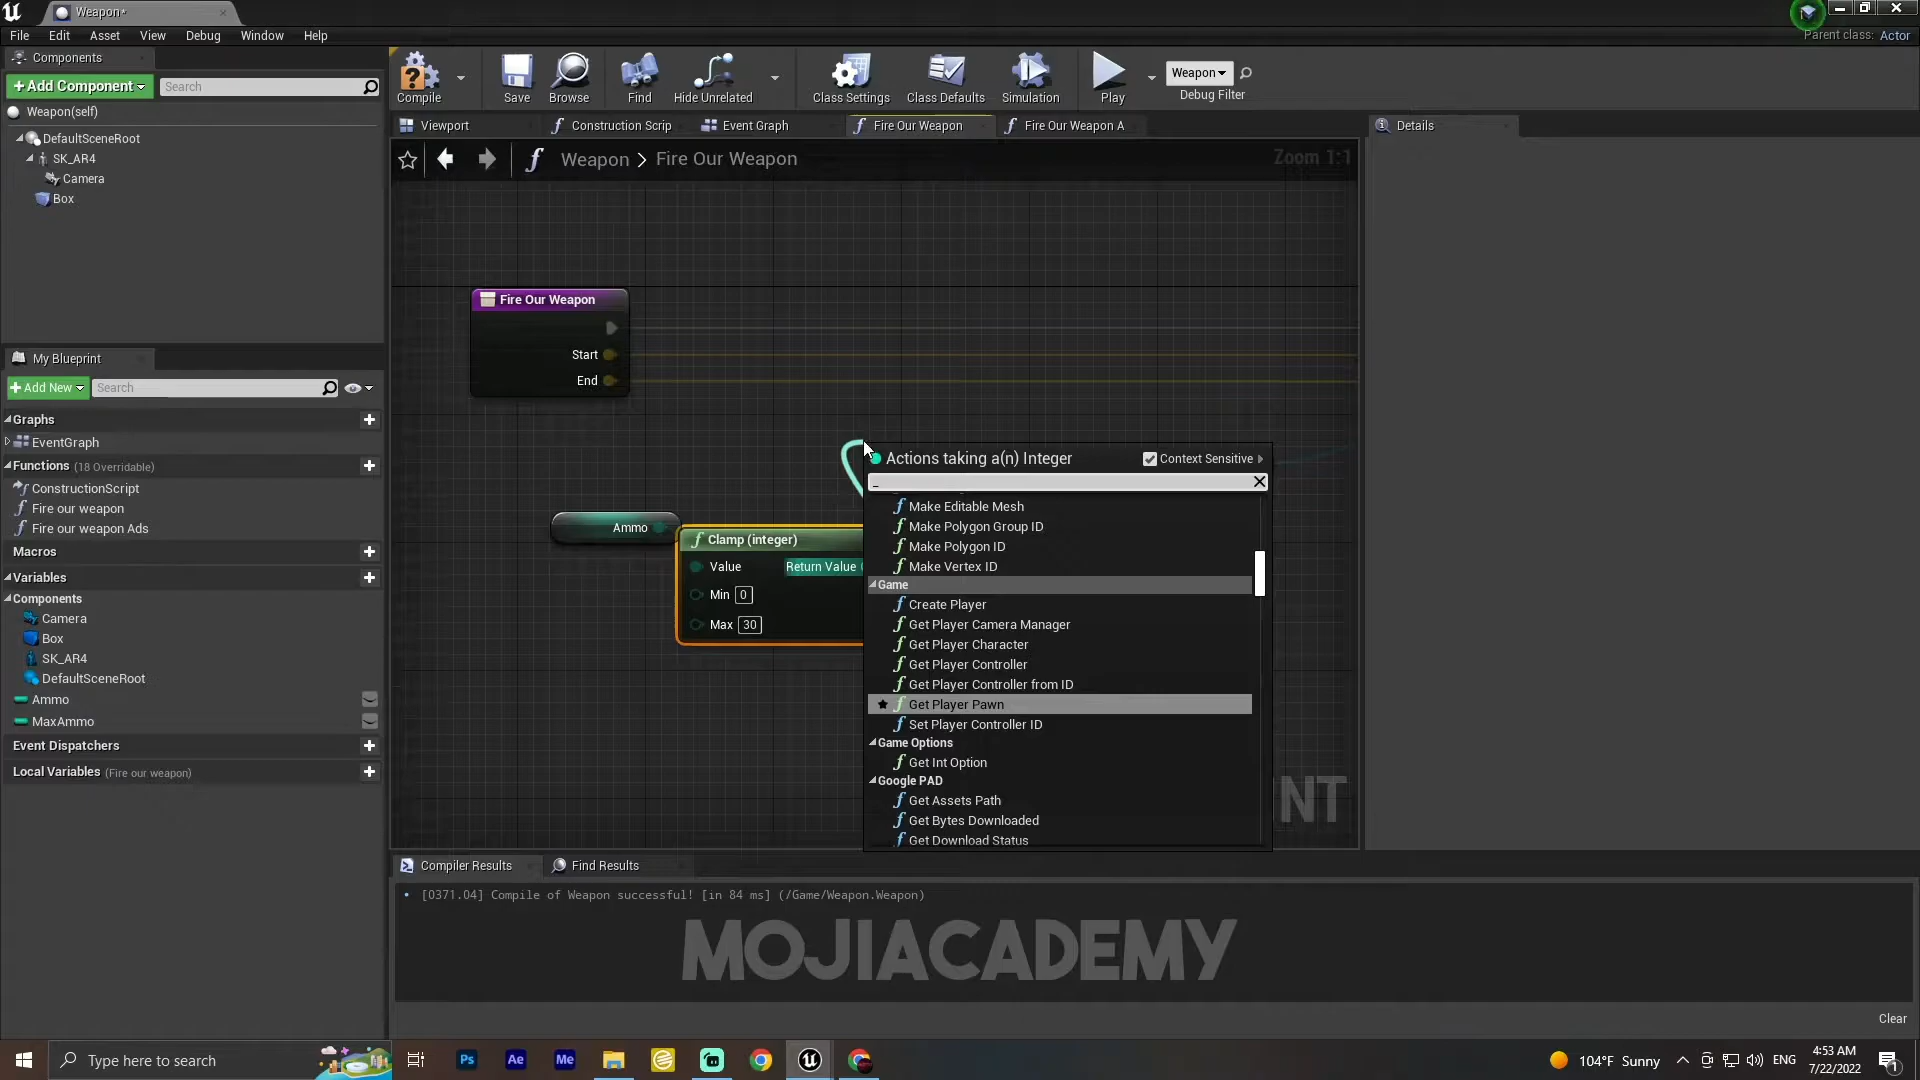 Weapon*
File Edit Asset View Debug Window Help
Parent class: Actor
Components
+Add Component
Search
Weapon(self)
DefaultSceneRoot
SK_AR4
Camera
Box
Compile
Save
Browse
Find
Hide Unrelated
Class Settings
Class Defaults
Simulation
Play
Weapon
Debug Filter
Viewport
Construction Scrip
Event Graph
Fire Our Weapon
Fire Our Weapon A
Details
Weapon > Fire Our Weapon
Zoom 1:1
Fire Our Weapon
Start
End
Ammo
Clamp (integer)
Value
Return Value
Min 0
Max 30
Actions taking a(n) Integer
Context Sensitive
_
Make Editable Mesh
Make Polygon Group ID
Make Polygon ID
Make Vertex ID
Game
Create Player
Get Player Camera Manager
Get Player Character
Get Player Controller
Get Player Controller from ID
Get Player Pawn
Set Player Controller ID
Game Options
Get Int Option
Google PAD
Get Assets Path
Get Bytes Downloaded
Get Download Status
NT
My Blueprint
+Add New
Search
Graphs
EventGraph
Functions (18 Overridable)
ConstructionScript
Fire our weapon
Fire our weapon Ads
Macros
Variables
Components
Camera
Box
SK_AR4
DefaultSceneRoot
Ammo
MaxAmmo
Event Dispatchers
Local Variables (Fire our weapon)
Compiler Results
Find Results
[0371.04] Compile of Weapon successful! [in 84 ms] (/Game/Weapon.Weapon)
MOJIACADEMY
Clear
Type here to search
Ps
Ae
Me
104°F Sunny
ENG
4:53 AM
7/22/2022
1